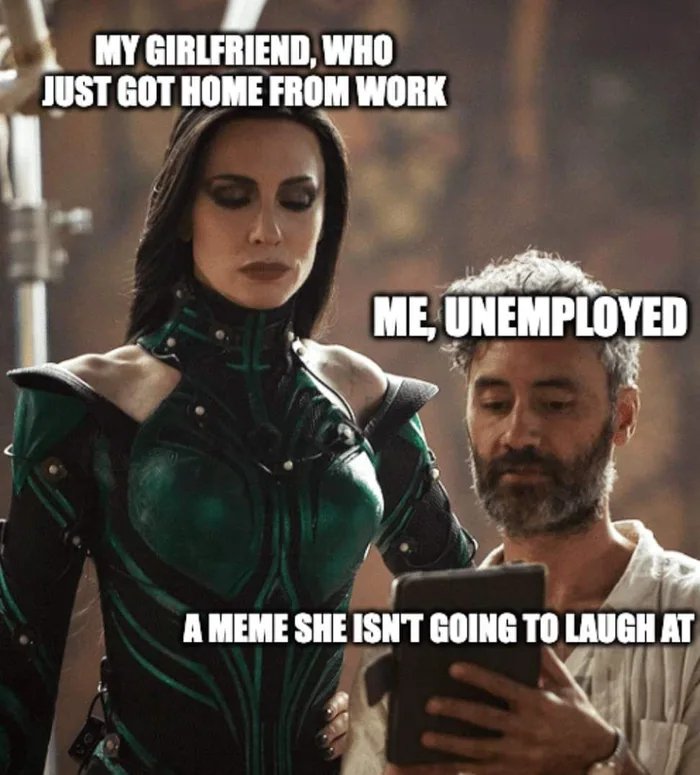 MY GIRLFRIEND, WHO
JUST GOT HOME FROM WORK
ME, UNEMPLOYED
A MEME SHE ISN'T GOING TO LAUGH AT